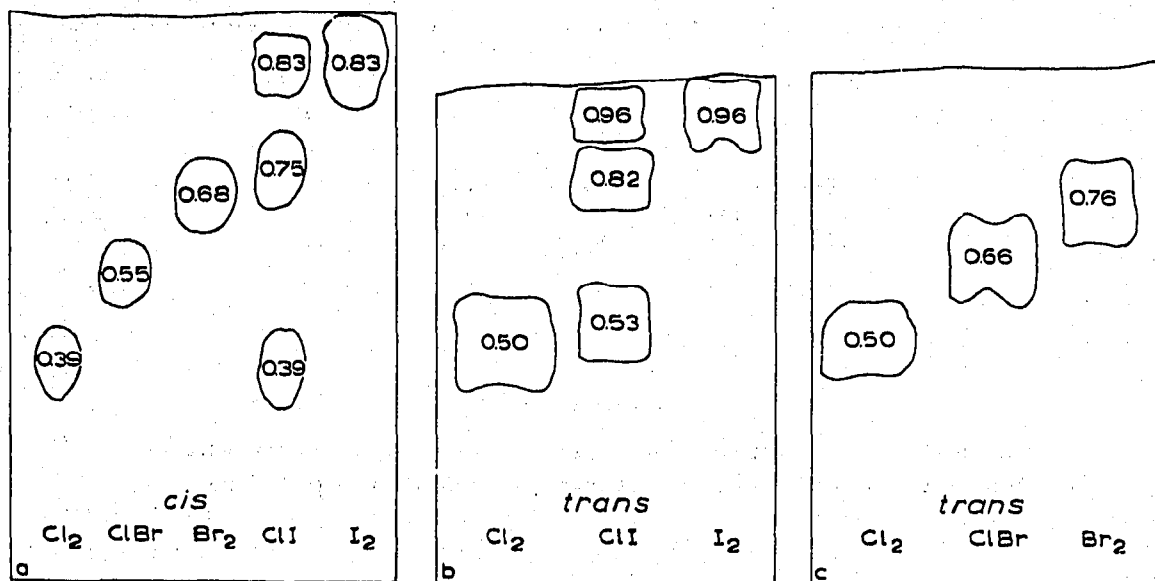 0.83 0.83
0.75
0.68
0.55
0.39 0.39
cis
Cl₂ ClBr Br₂ ClI I₂
a
0.96 0.96
0.82
0.53
0.50
trans
Cl₂ ClI I₂
b
0.76
0.66
0.50
trans
Cl₂ ClBr Br₂
c